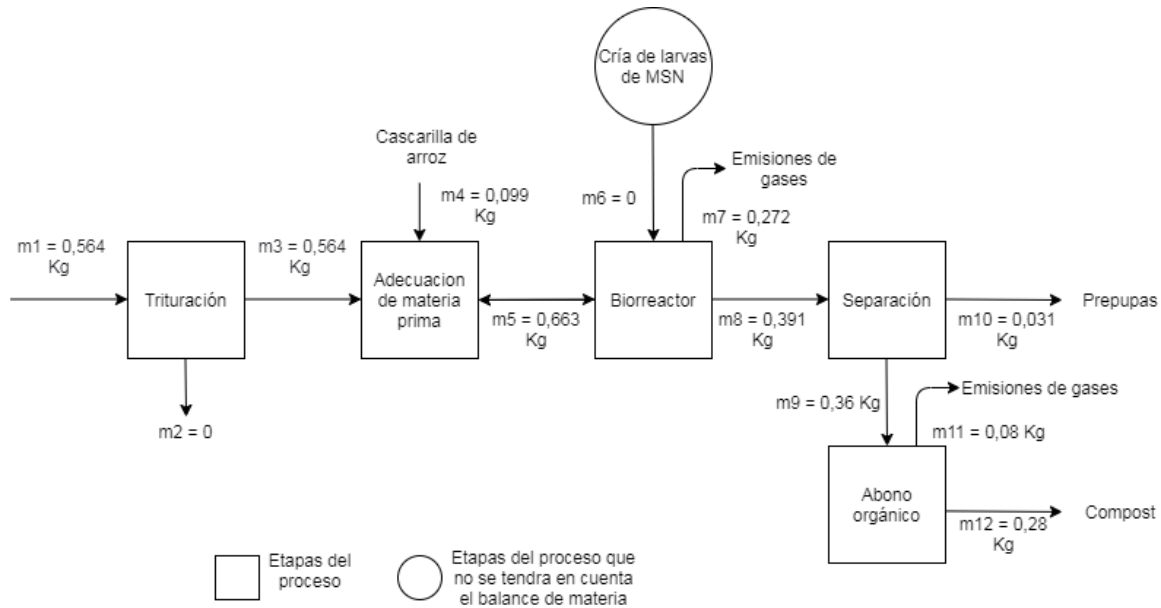 Cría de larvas
de MSN
Cascarilla de
arroz
Emisiones de
gases
m4 = 0,099
Kg
m6 = 0
m7 = 0,272
Kg
m1 = 0,564
Kg
m3 = 0,564
Kg
Trituración
Adecuacion
de materia
prima
Biorreactor
Separación
Prepupas
m5 = 0,663
Kg
m8 = 0,391
Kg
m10 = 0,031
Kg
m2 = 0
m9 = 0,36 Kg
Emisiones de gases
m11 = 0,08 Kg
Abono
orgánico
Compost
m12 = 0,28
Kg
Etapas del
proceso
Etapas del proceso que
no se tendra en cuenta
el balance de materia